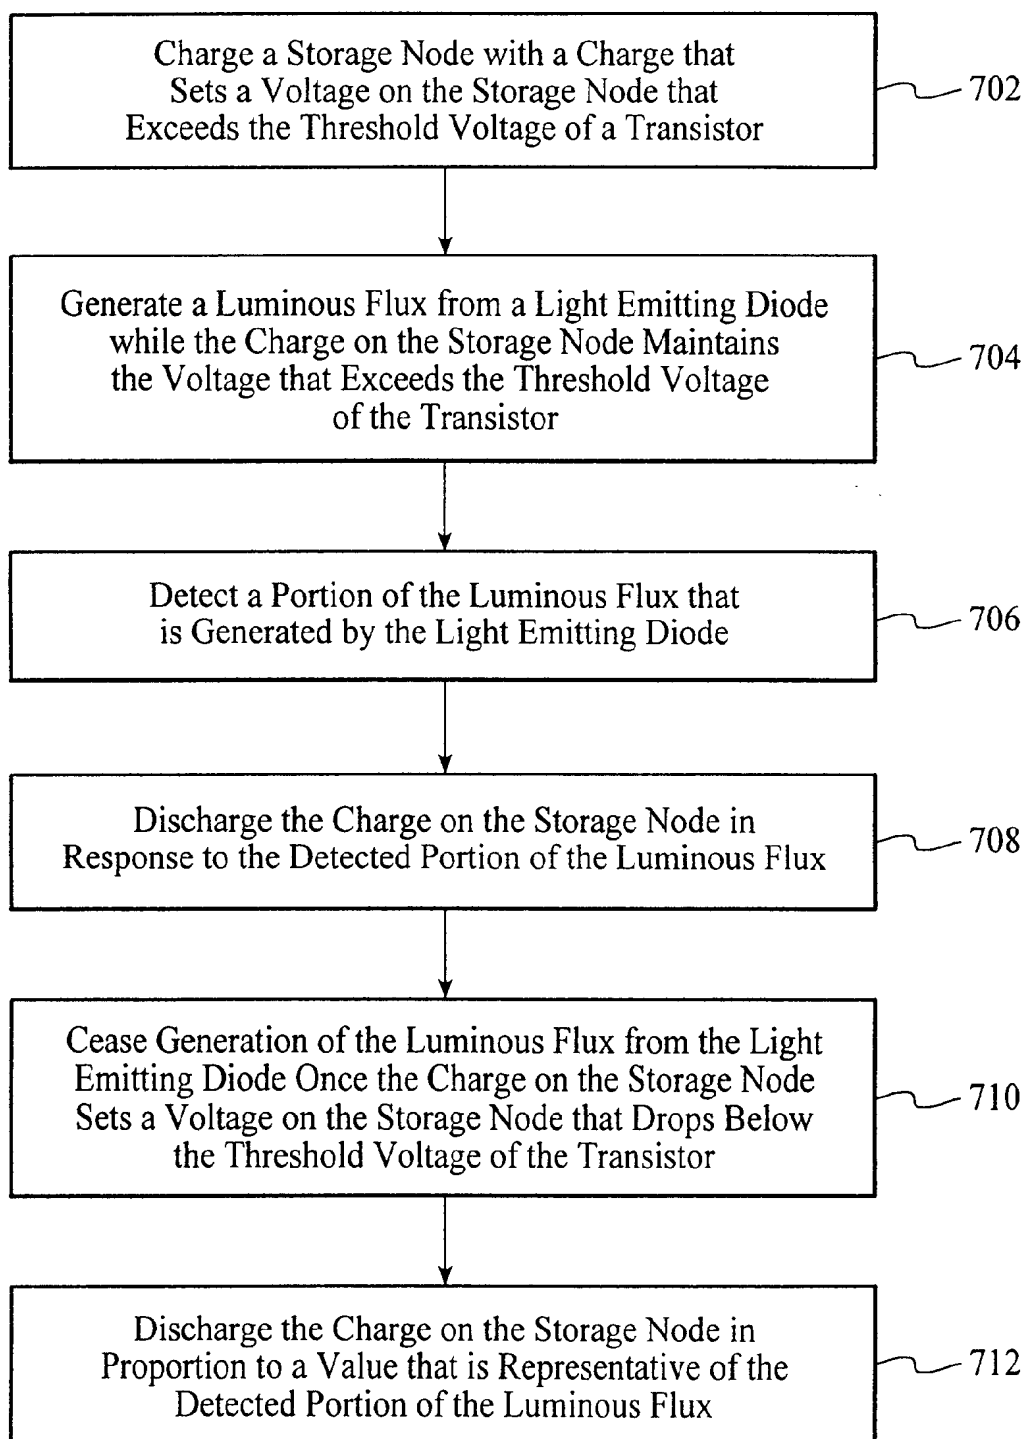 Charge a Storage Node with a Charge that
Sets a Voltage on the Storage Node that
Exceeds the Threshold Voltage of a Transistor
702
Generate a Luminous Flux from a Light Emitting Diode
while the Charge on the Storage Node Maintains
the Voltage that Exceeds the Threshold Voltage
of the Transistor
704
Detect a Portion of the Luminous Flux that
is Generated by the Light Emitting Diode
706
Discharge the Charge on the Storage Node in
Response to the Detected Portion of the Luminous Flux
708
Cease Generation of the Luminous Flux from the Light
Emitting Diode Once the Charge on the Storage Node
Sets a Voltage on the Storage Node that Drops Below
the Threshold Voltage of the Transistor
710
Discharge the Charge on the Storage Node in
Proportion to a Value that is Representative of the
Detected Portion of the Luminous Flux
712